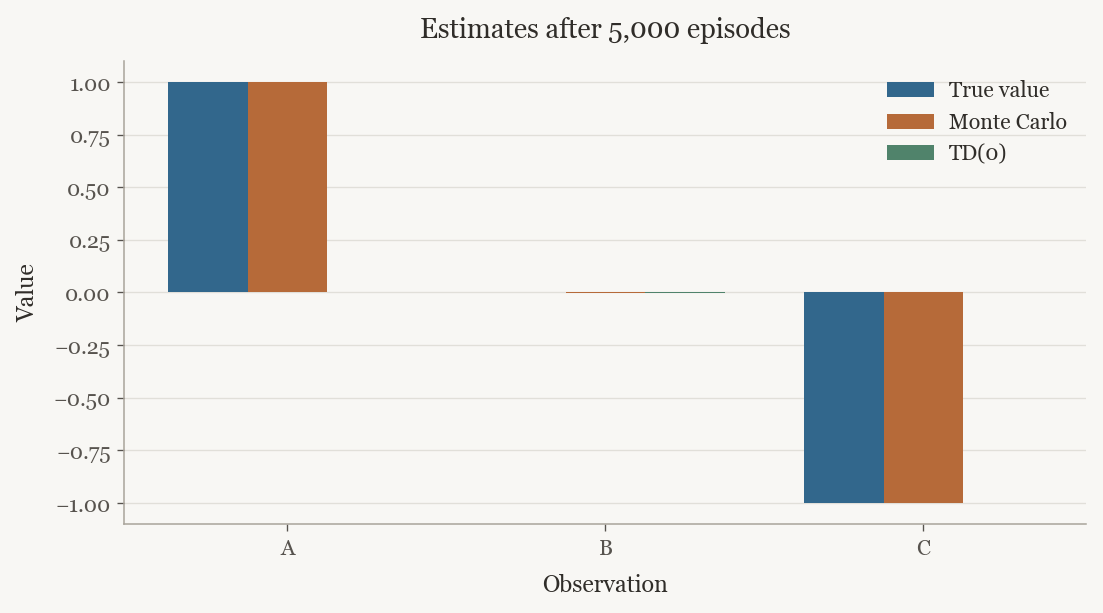 Estimates after 5,000 episodes
True value
Monte Carlo
TD(0)
Value
1.00
0.75
0.50
0.25
0.00
−0.25
−0.50
−0.75
−1.00
A
B
C
Observation